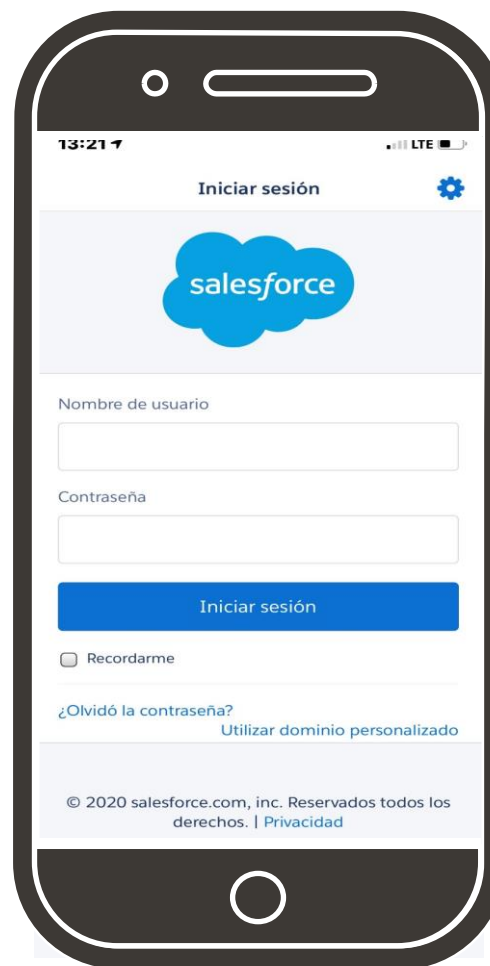 13:21 LTE
Iniciar sesión
salesforce
Nombre de usuario
Contraseña
Iniciar sesión
Recordarme
¿Olvidó la contraseña?
Utilizar dominio personalizado
© 2020 salesforce.com, inc. Reservados todos los
derechos. | Privacidad